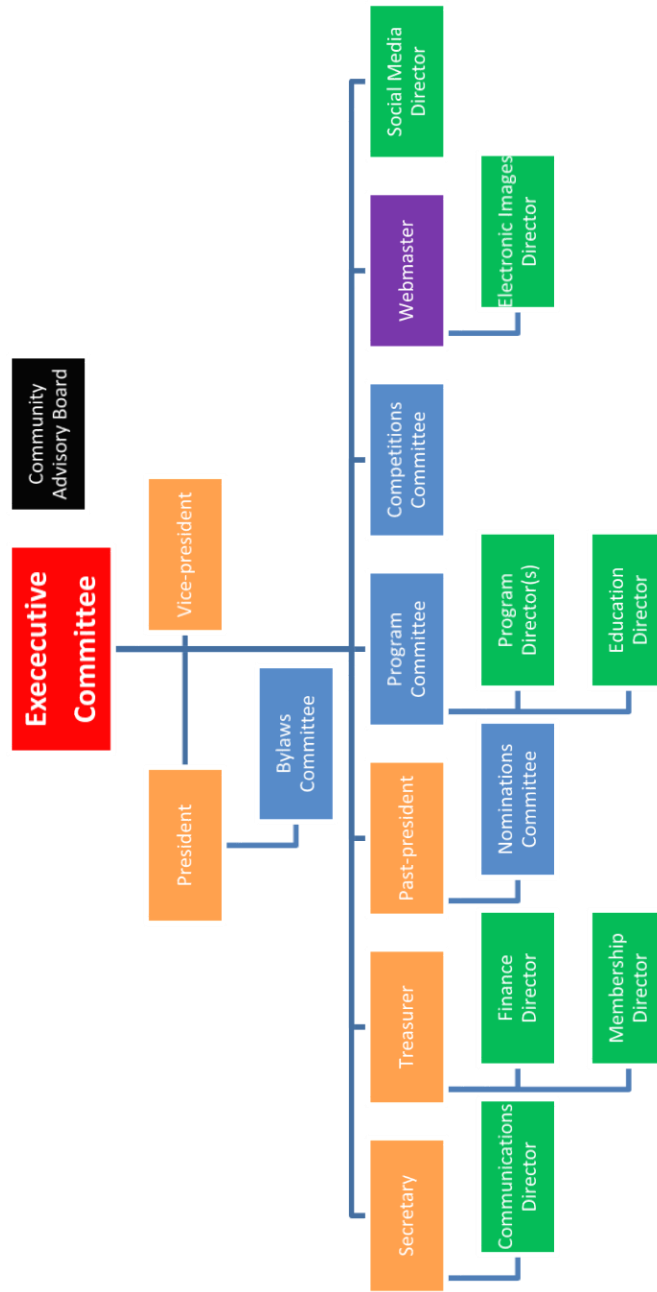 Exececutive
Committee
Community
Advisory Board
President
Vice-president
Bylaws
Committee
Secretary
Treasurer
Past-president
Program
Committee
Competitions
Committee
Webmaster
Social Media
Director
Communications
Director
Finance
Director
Nominations
Committee
Program
Director(s)
Electronic Images
Director
Membership
Director
Education
Director